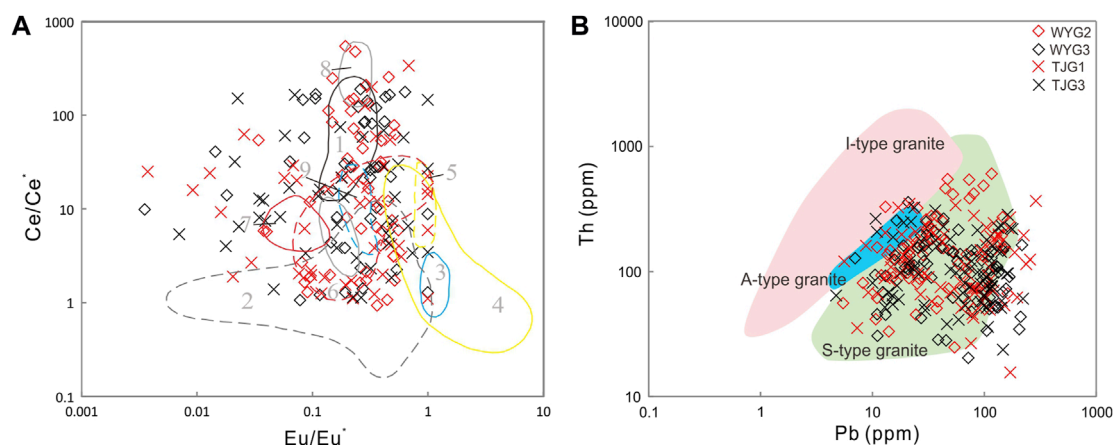 A
1000
100
10
1
0.1
0.001
0.01
0.1
1
10
Ce/Ce*
Eu/Eu*
8
1
9
5
7
3
2
6
4
B
10000
1000
100
10
0.1
1
10
100
1000
Th (ppm)
Pb (ppm)
WYG2
WYG3
TJG1
TJG3
I-type granite
A-type granite
S-type granite